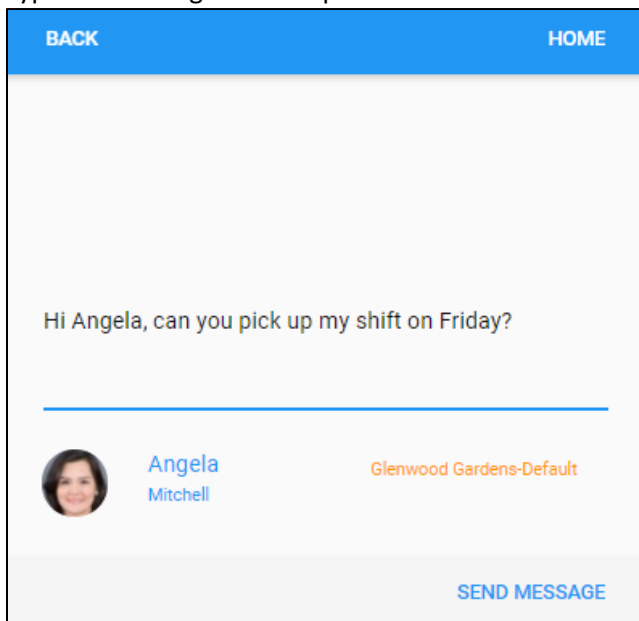 BACK HOME
Hi Angela, can you pick up my shift on Friday?
Angela
Mitchell
Glenwood Gardens-Default
SEND MESSAGE